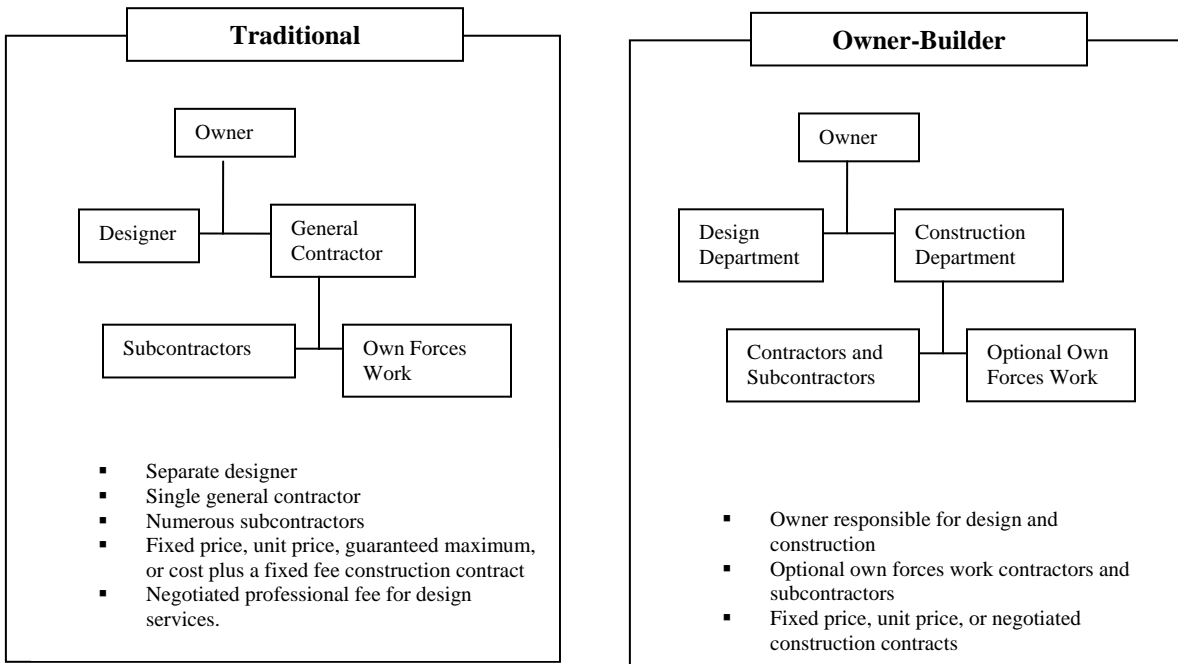 Traditional
Owner
Designer
General
Contractor
Subcontractors
Own Forces
Work
▪ Separate designer
▪ Single general contractor
▪ Numerous subcontractors
▪ Fixed price, unit price, guaranteed maximum,
or cost plus a fixed fee construction contract
▪ Negotiated professional fee for design
services.
Owner-Builder
Owner
Design
Department
Construction
Department
Contractors and
Subcontractors
Optional Own
Forces Work
▪ Owner responsible for design and
construction
▪ Optional own forces work contractors and
subcontractors
▪ Fixed price, unit price, or negotiated
construction contracts